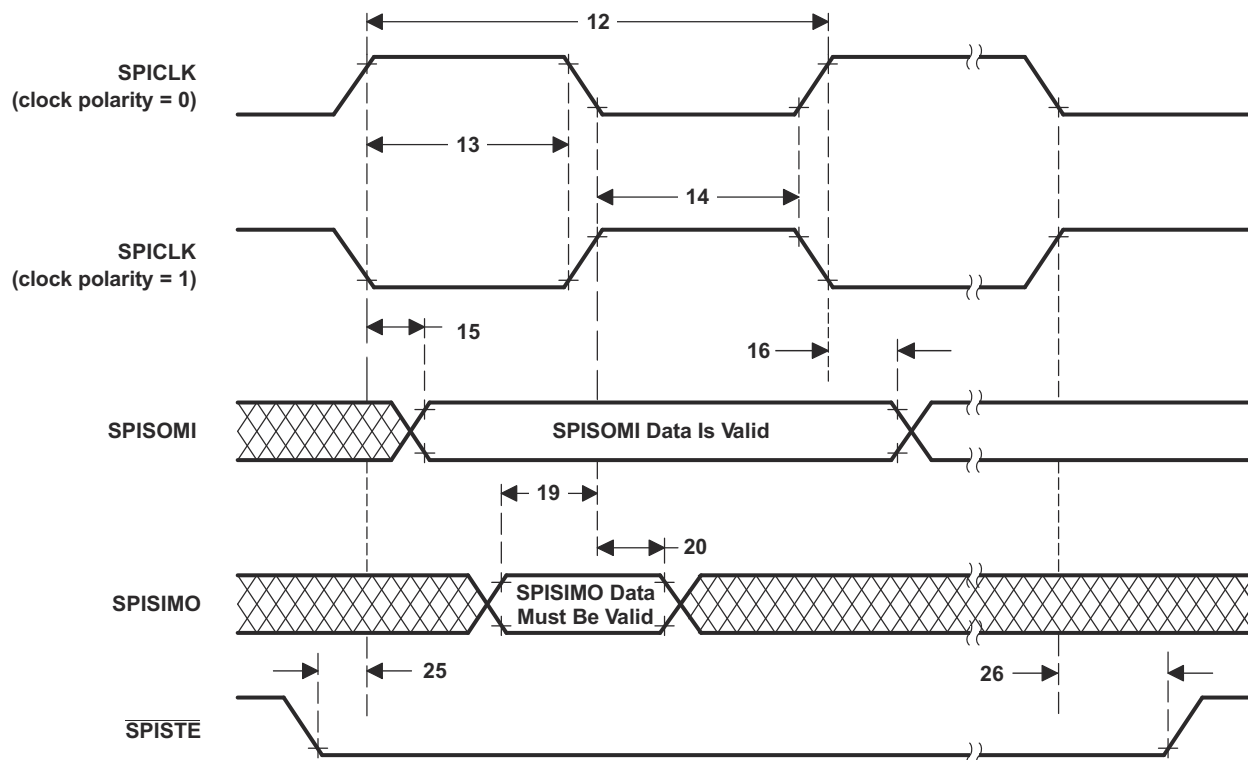 12
SPICLK
(clock polarity = 0)
13
14
SPICLK
(clock polarity = 1)
15
16
SPISOMI
SPISOMI Data Is Valid
19
20
SPISIMO
SPISIMO Data
Must Be Valid
25
26
SPISTE